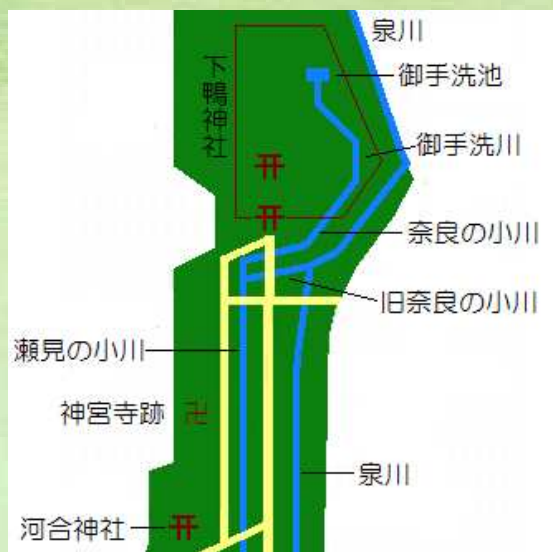 泉川
御手洗池
下鴨神社
御手洗川
奈良の小川
旧奈良の小川
瀬見の小川
神宮寺跡 卍
泉川
河合神社